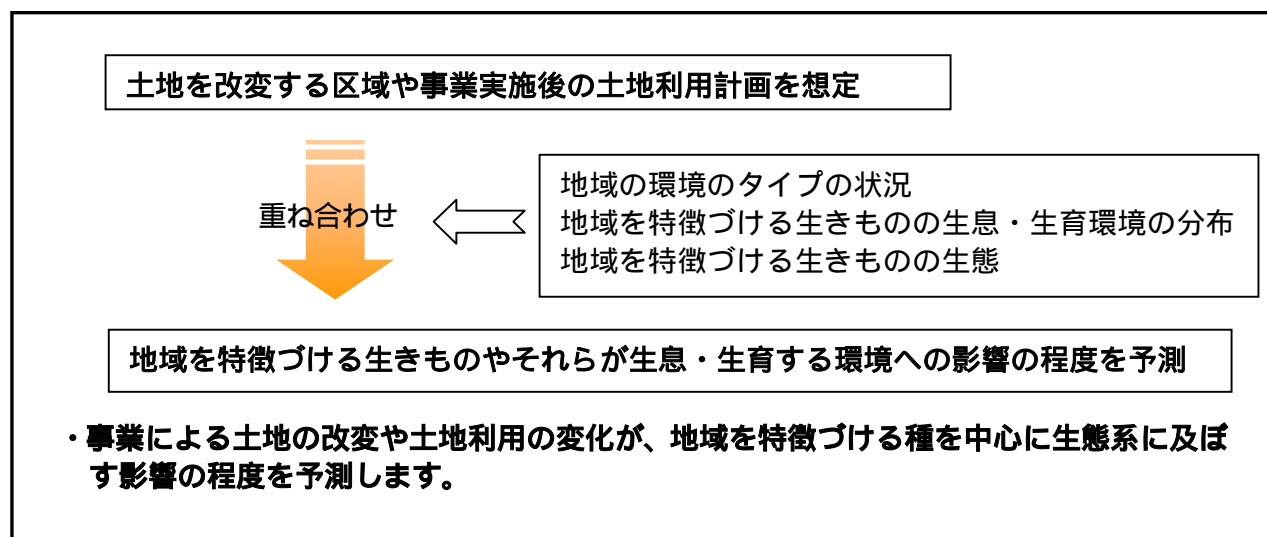 土地を改変する区域や事業実施後の土地利用計画を想定
重ね合わせ
地域の環境のタイプの状況
地域を特徴づける生きものの生息・生育環境の分布
地域を特徴づける生きものの生態
地域を特徴づける生きものやそれらが生息・生育する環境への影響の程度を予測
・事業による土地の改変や土地利用の変化が、地域を特徴づける種を中心に生態系に及ぼ
す影響の程度を予測します。